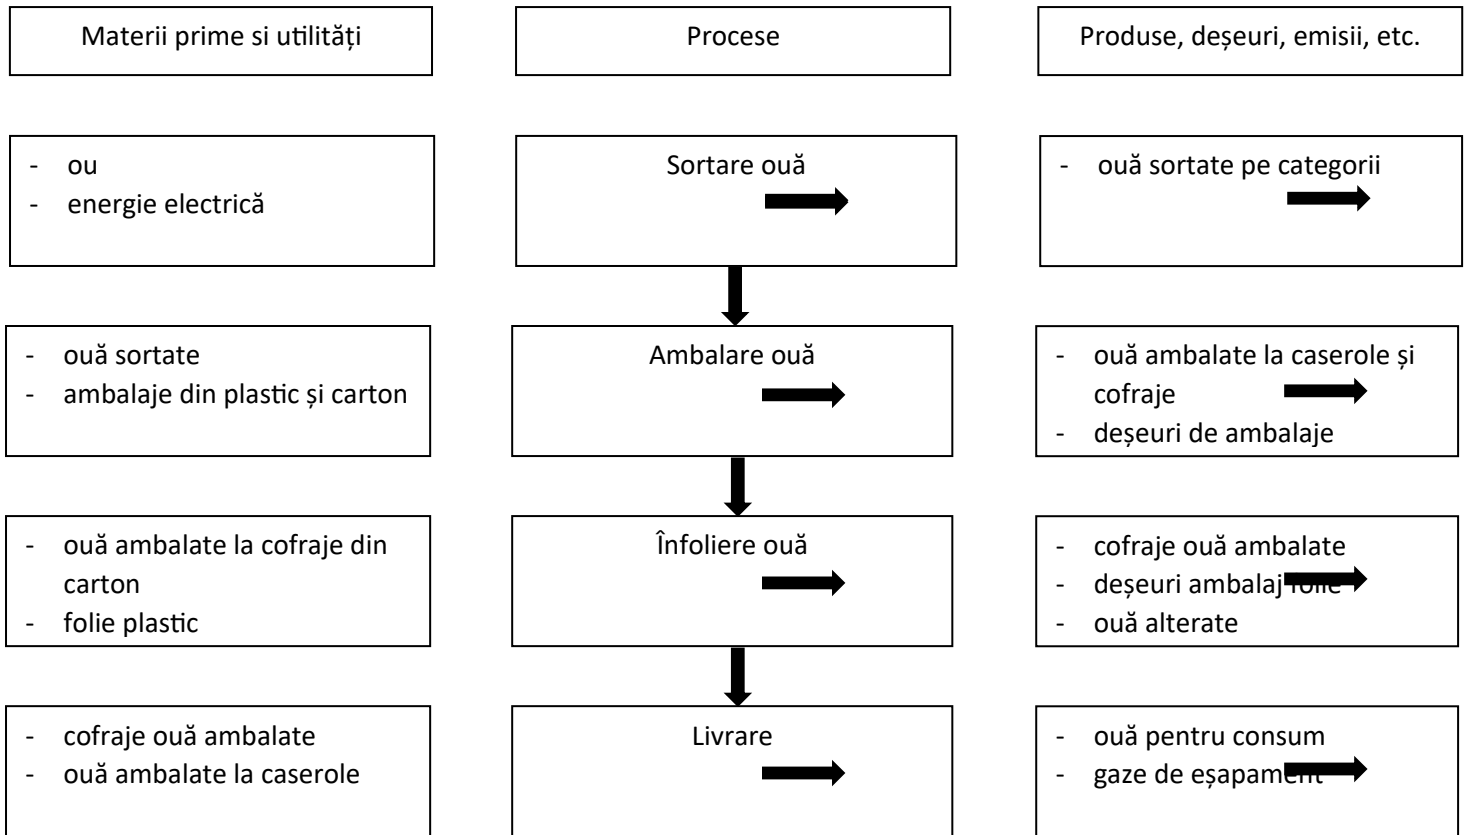 Materii prime si utilități
Procese
Produse, deșeuri, emisii, etc.
- ou
- energie electrică
Sortare ouă
- ouă sortate pe categorii
- ouă sortate
- ambalaje din plastic și carton
Ambalare ouă
- ouă ambalate la caserole și
cofraje
- deșeuri de ambalaje
- ouă ambalate la cofraje din
carton
- folie plastic
Înfoliere ouă
- cofraje ouă ambalate
- deșeuri ambalaj folie
- ouă alterate
- cofraje ouă ambalate
- ouă ambalate la caserole
Livrare
- ouă pentru consum
- gaze de eșapament